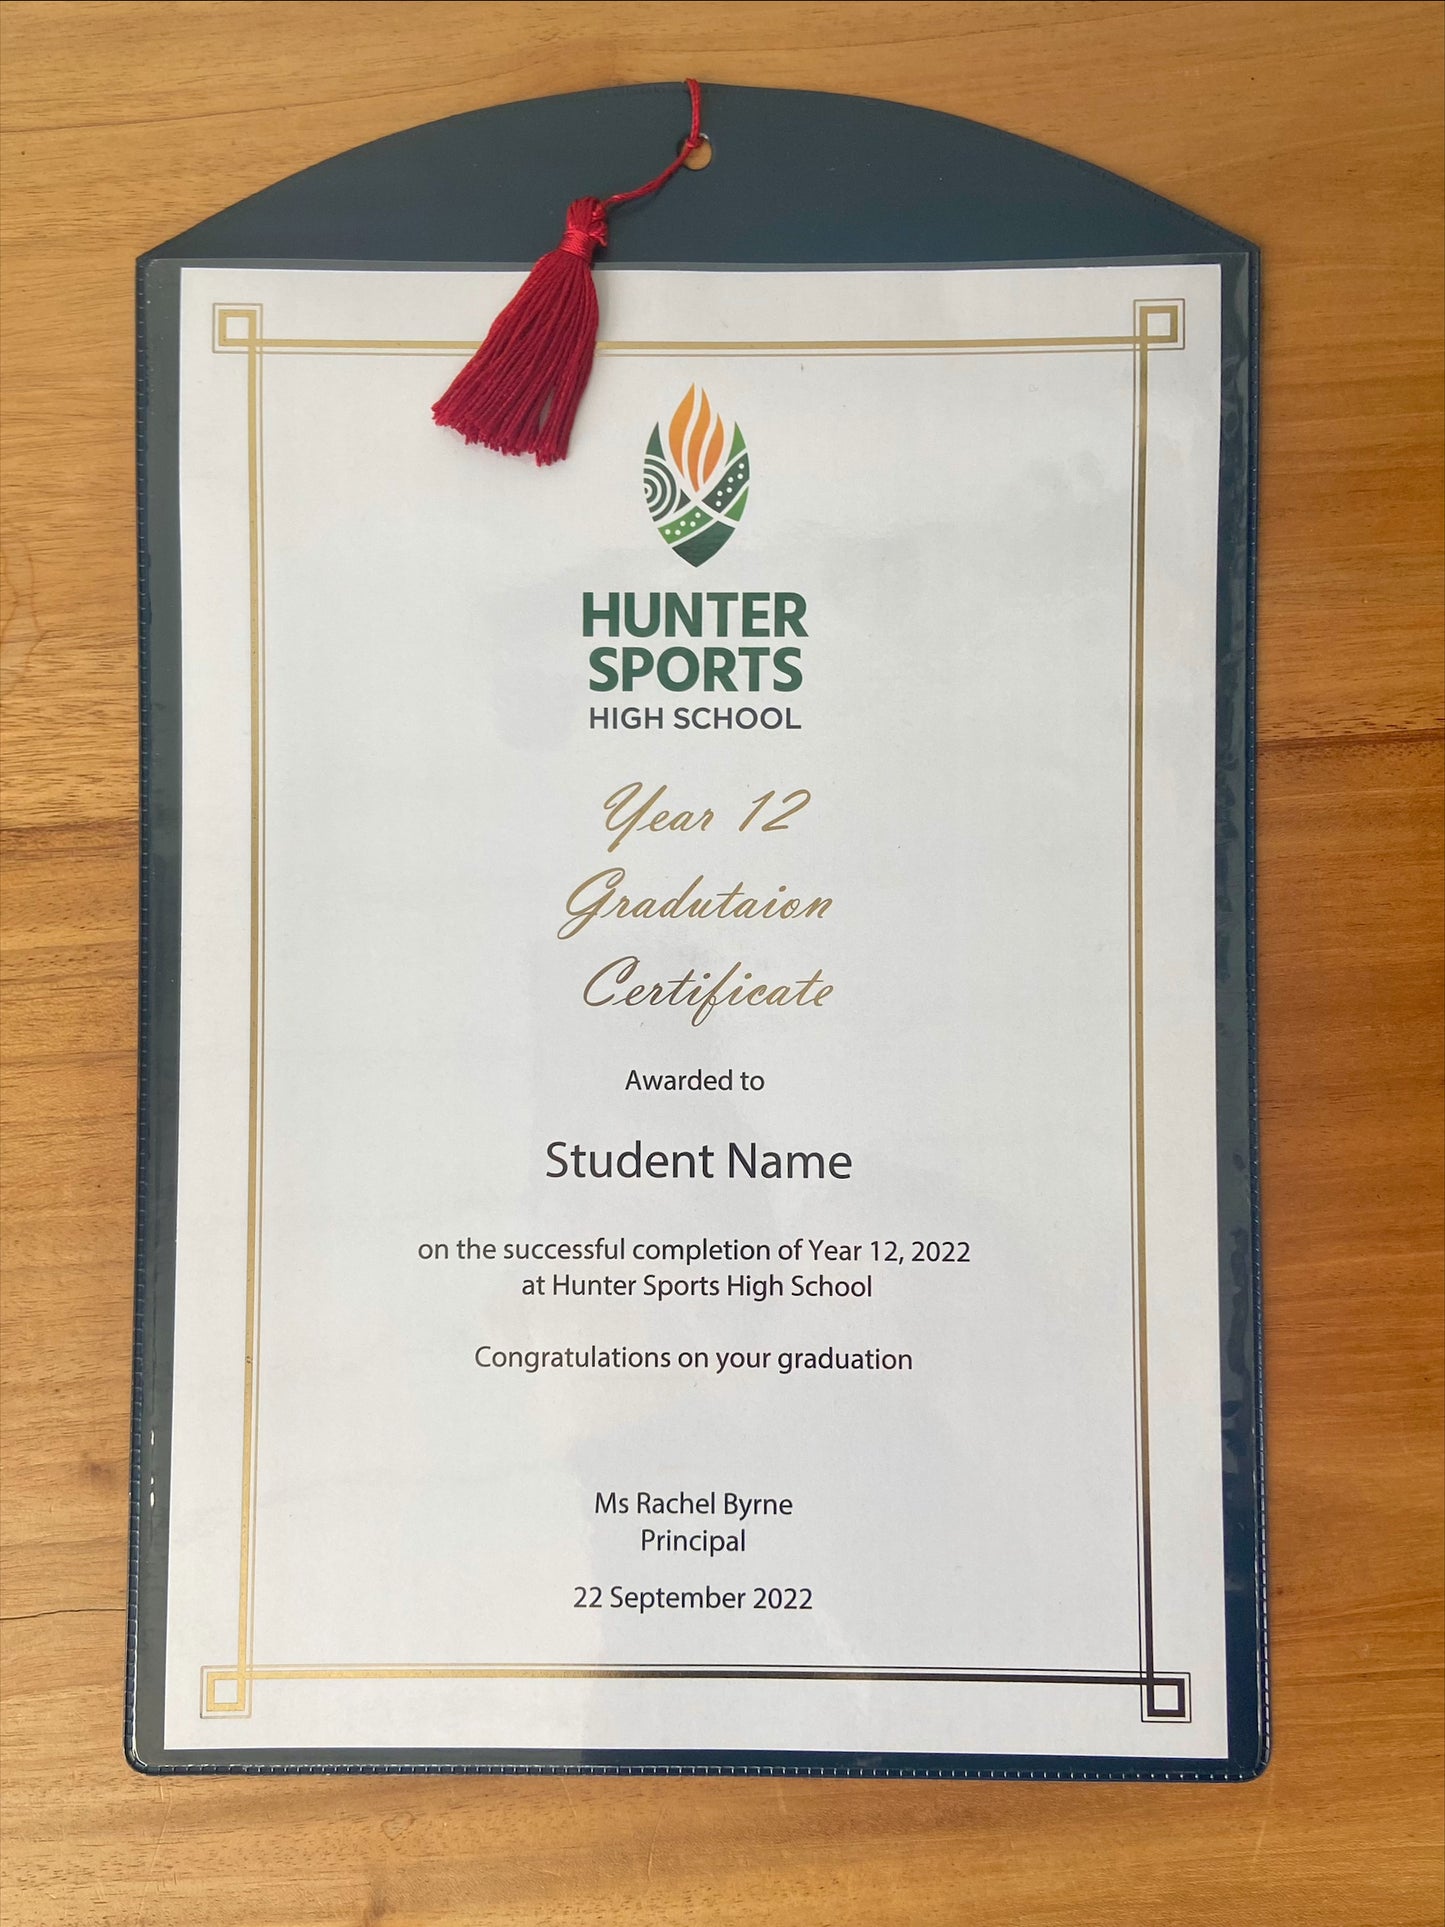 HUNTER
SPORTS
HIGH SCHOOL
Year 12
Gradutaion
Certificate
Awarded to
Student Name
on the successful completion of Year 12, 2022
at Hunter Sports High School
Congratulations on your graduation
Ms Rachel Byrne
Principal
22 September 2022